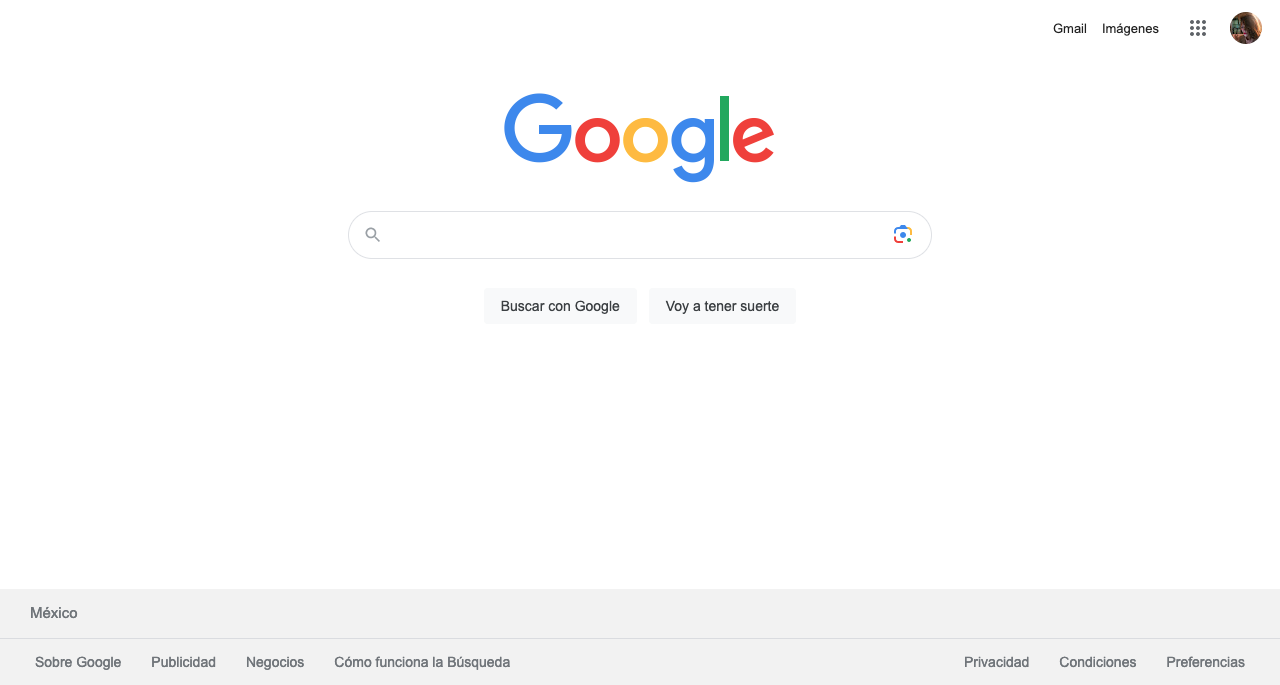 Gmail Imágenes
Google
Buscar con Google Voy a tener suerte
México
Sobre Google Publicidad Negocios Cómo funciona la Búsqueda Privacidad Condiciones Preferencias